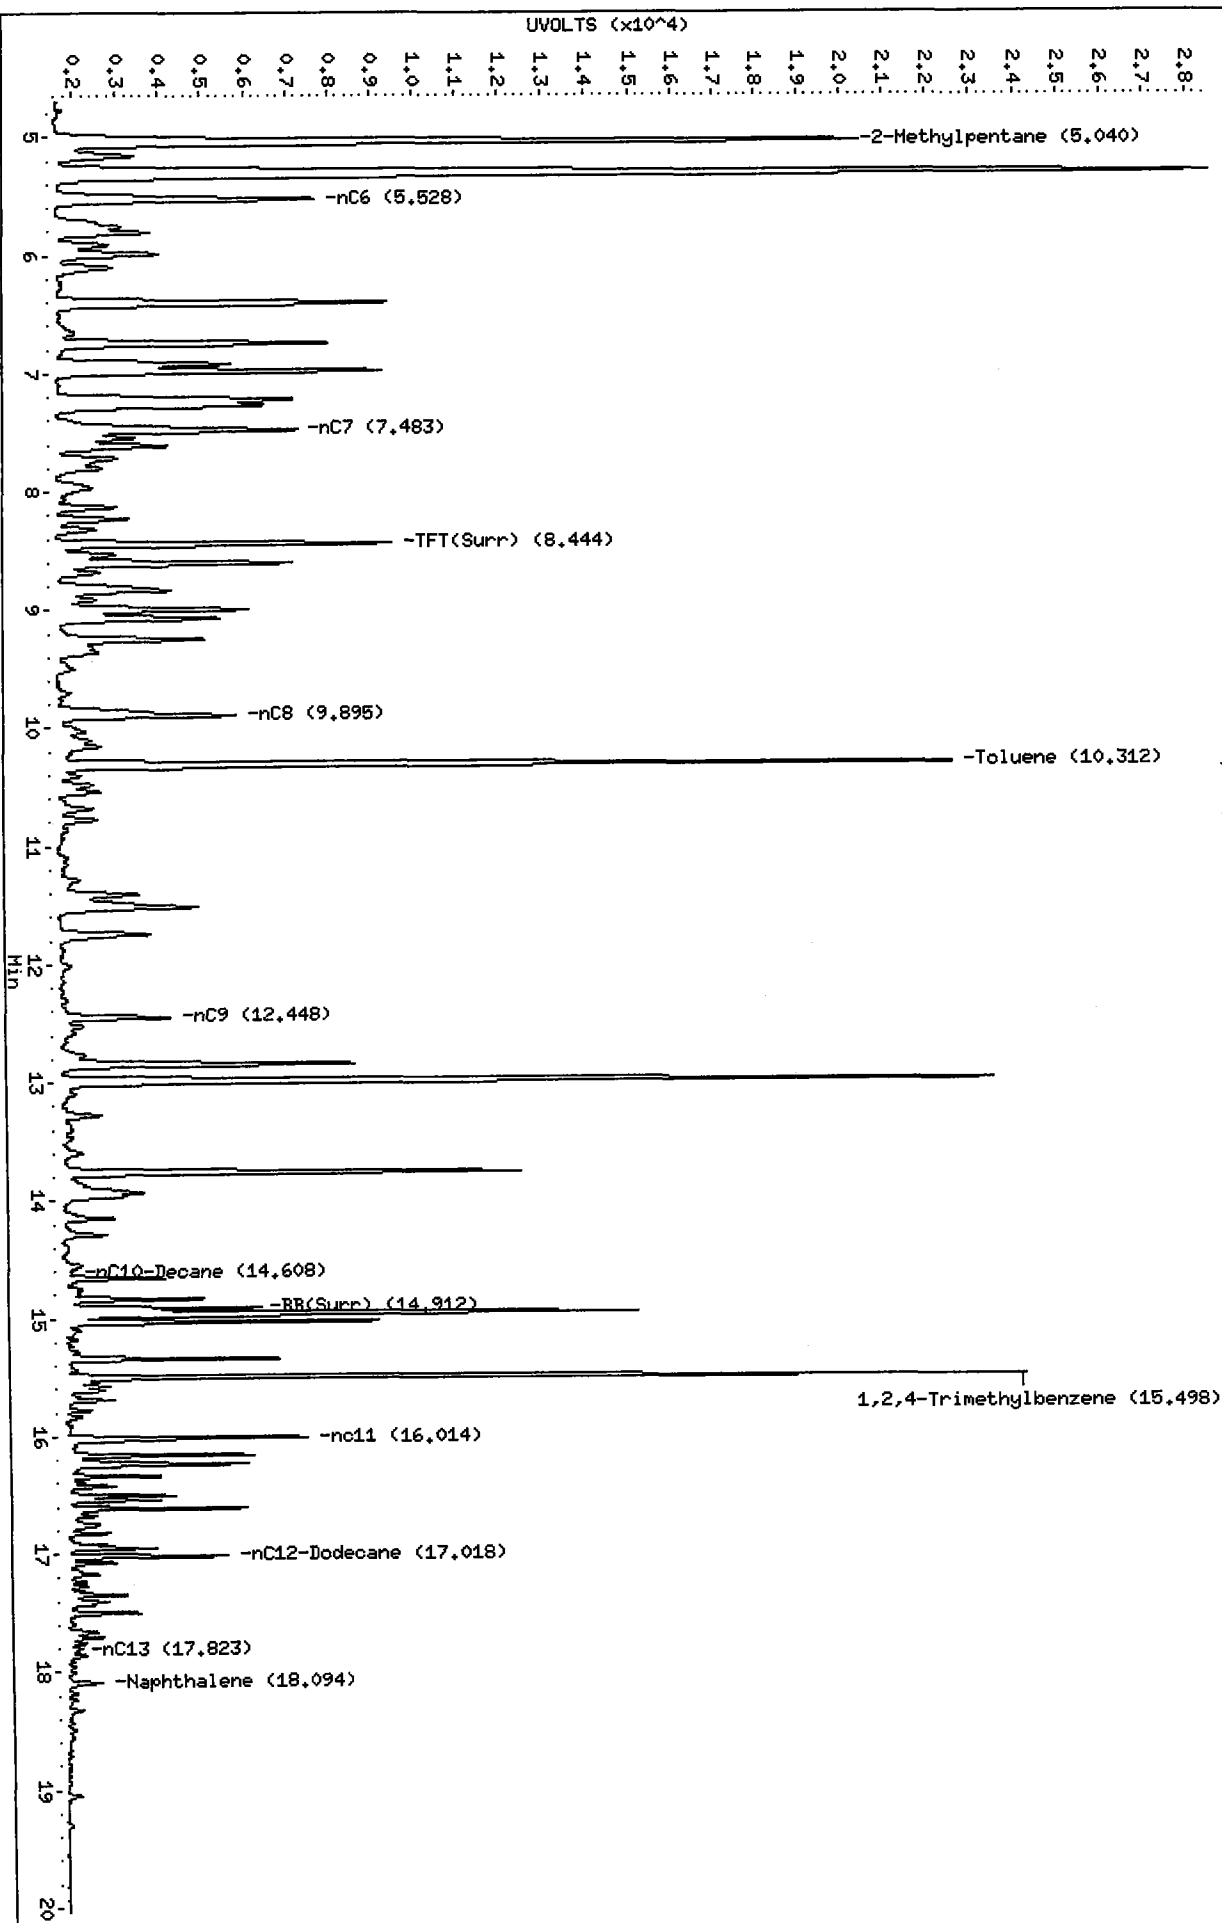 UVOLTS (x10^4)
0.2
0.3
0.4
0.5
0.6
0.7
0.8
0.9
1.0
1.1
1.2
1.3
1.4
1.5
1.6
1.7
1.8
1.9
2.0
2.1
2.2
2.3
2.4
2.5
2.6
2.7
2.8
5
-2-Methylpentane (5.040)
-nC6 (5.528)
6
7
-nC7 (7.483)
8
-TFT(Surr) (8.444)
9
-nC8 (9.895)
10
-Toluene (10.312)
11
12
Min
-nC9 (12.448)
13
14
-nC10-Decane (14.608)
-BB(Surr) (14.912)
15
1,2,4-Trimethylbenzene (15.498)
16
-nc11 (16.014)
17
-nC12-Dodecane (17.018)
-nC13 (17.823)
18
-Naphthalene (18.094)
19
20